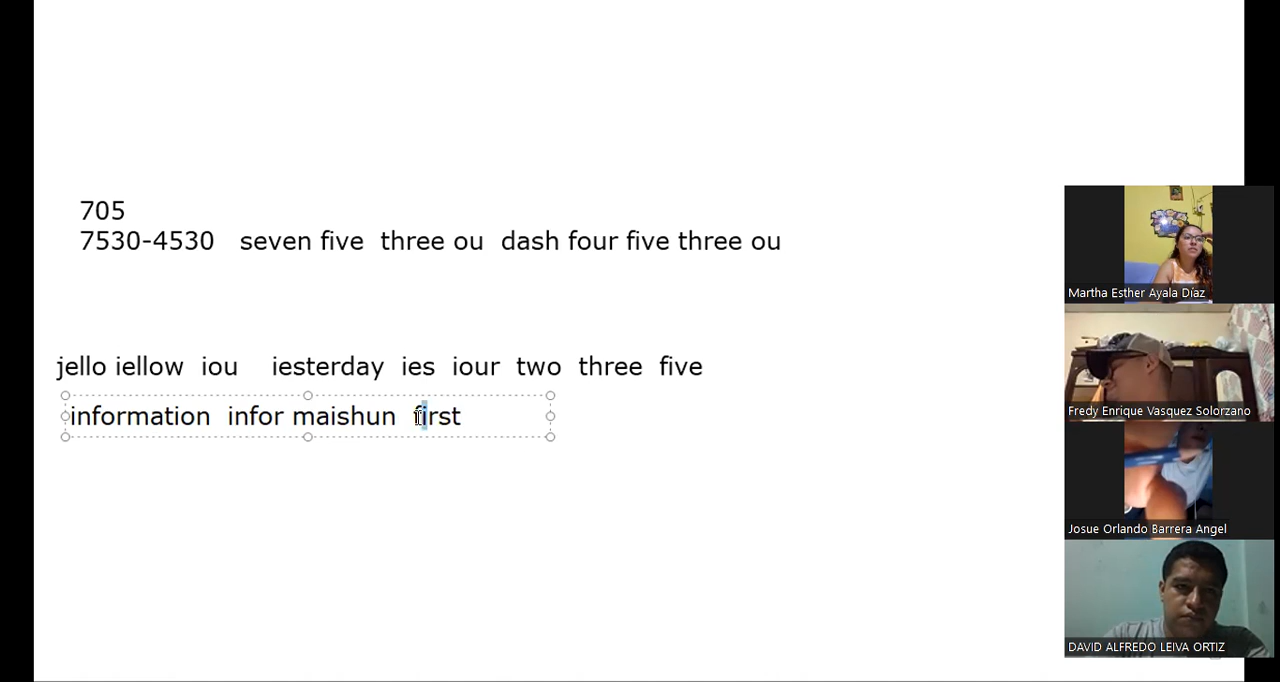 705
7530-4530 seven five three ou dash four five three ou
jello iellow iou iesterday ies iour two three five
information infor maishun first
Martha Esther Ayala Díaz
Fredy Enrique Vasquez Solorzano
Josue Orlando Barrera Angel
DAVID ALFREDO LEIVA ORTIZ